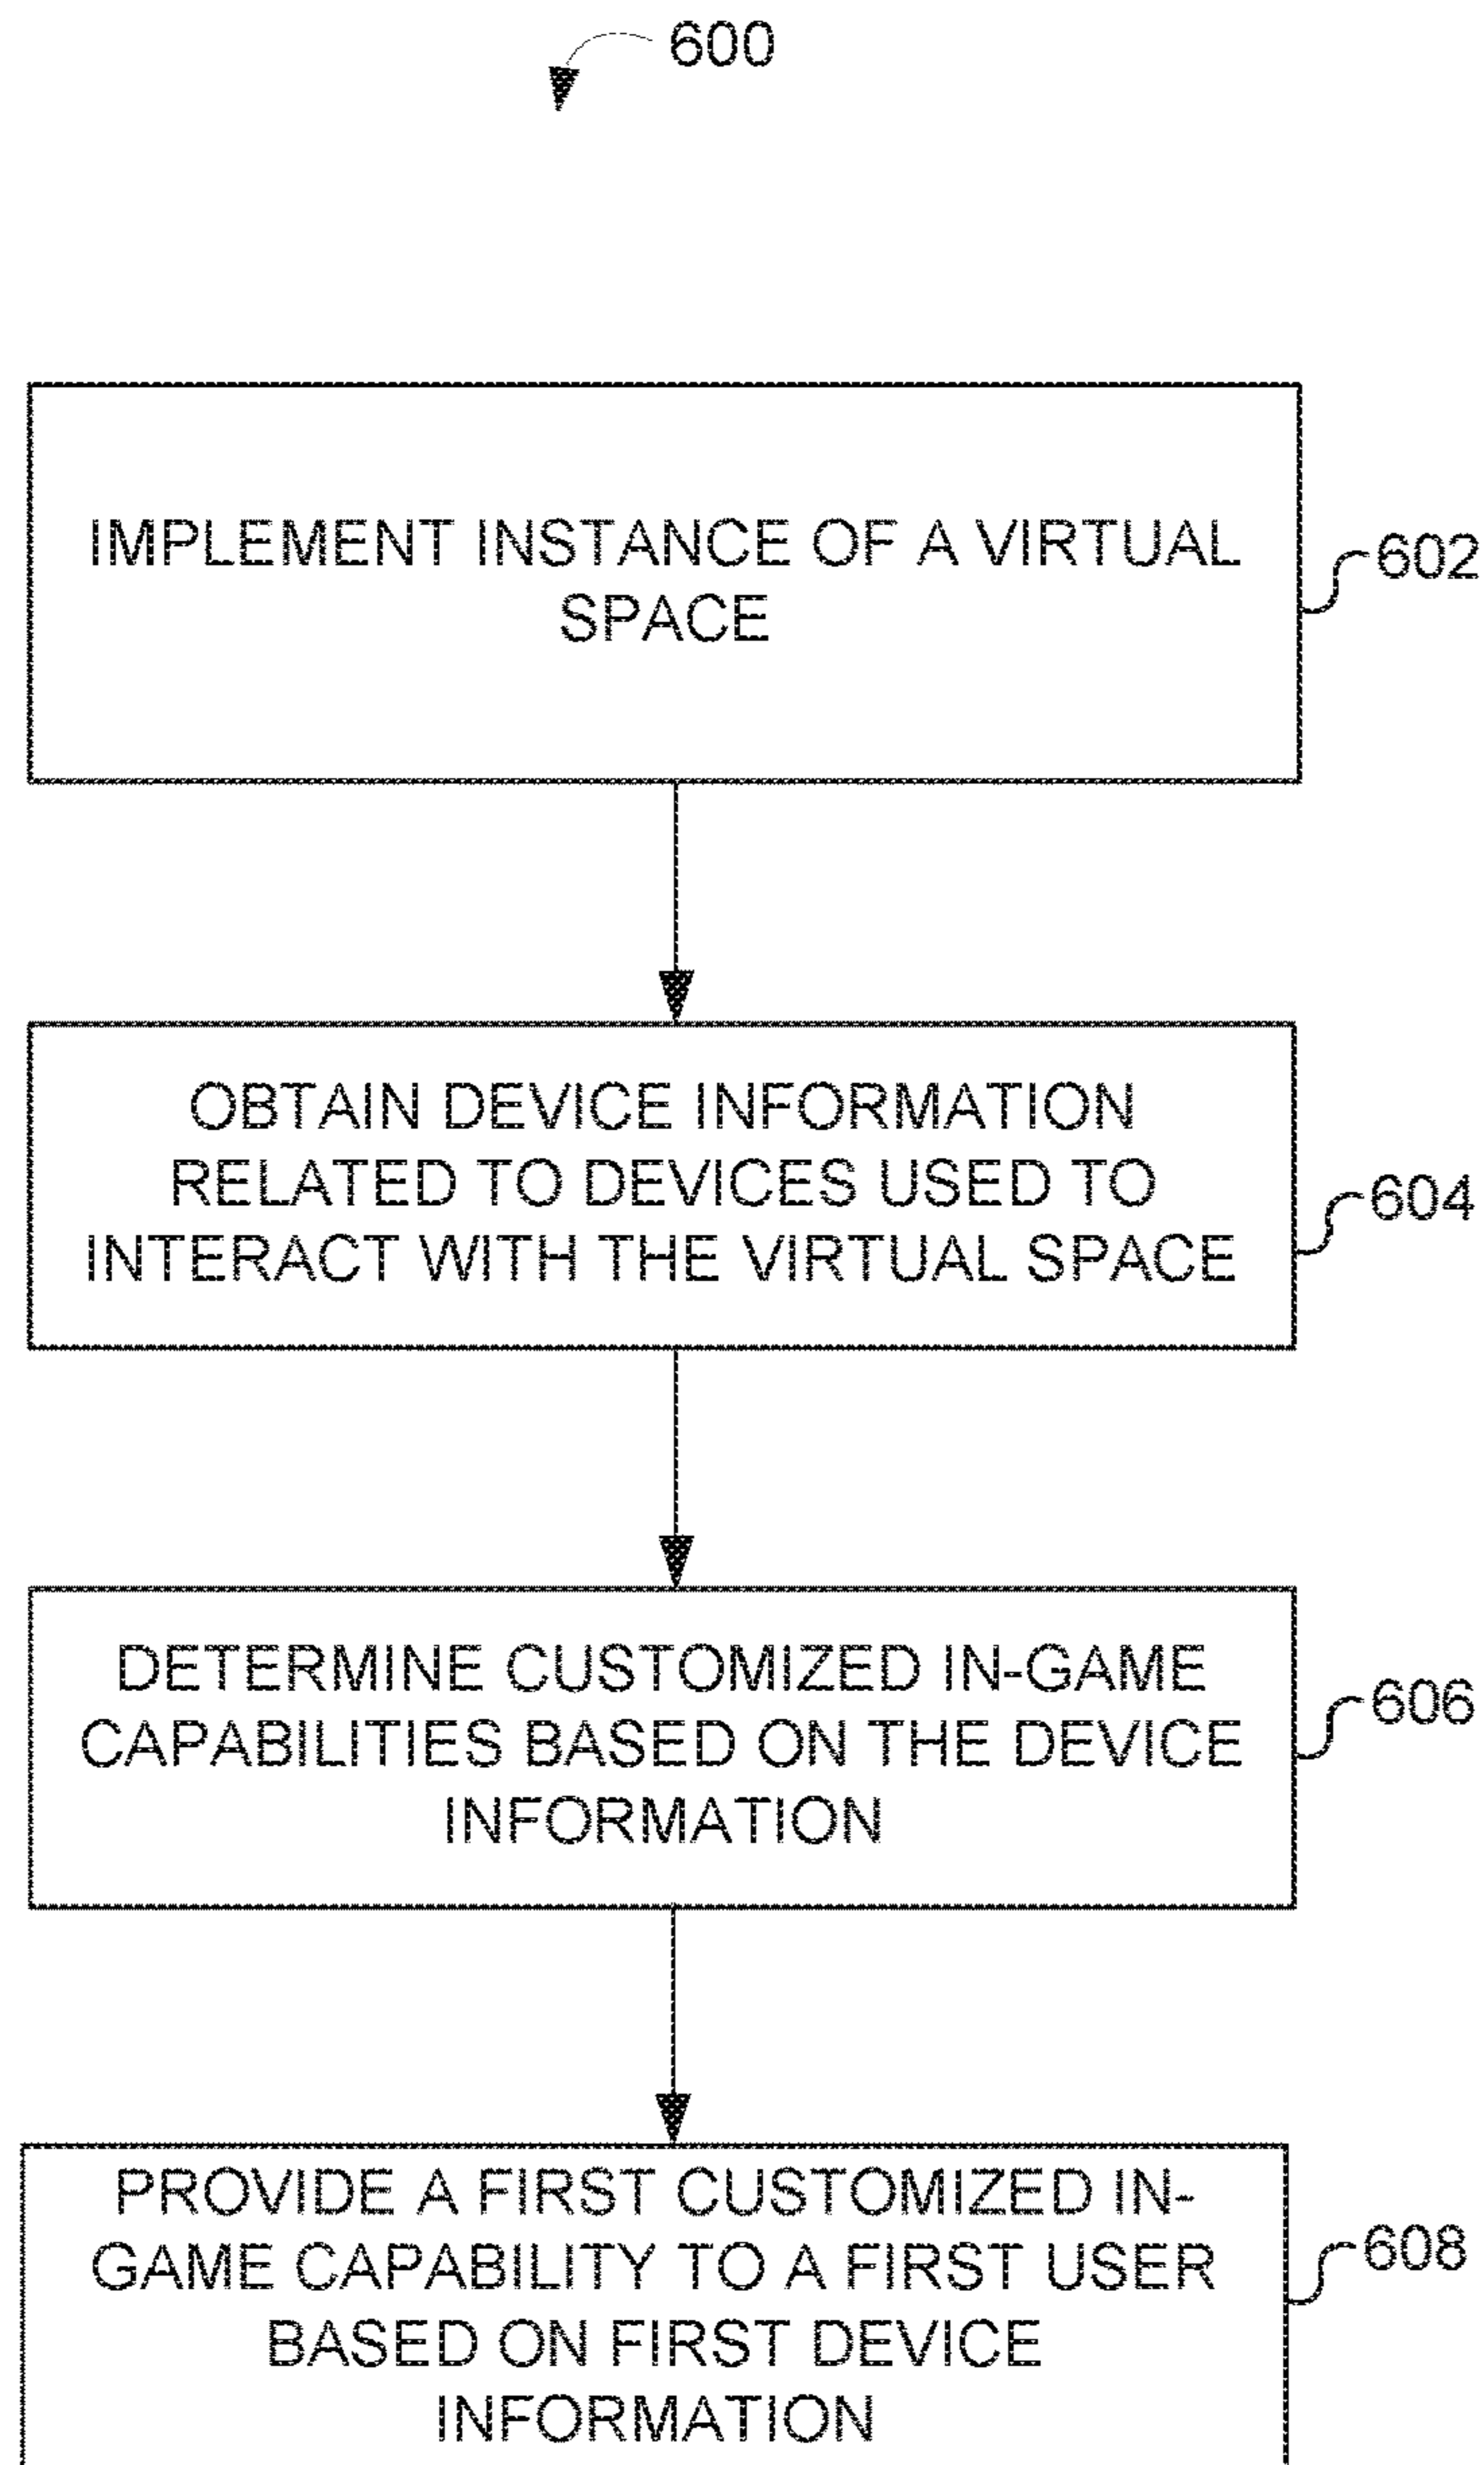 600
IMPLEMENT INSTANCE OF A VIRTUAL
SPACE
602
OBTAIN DEVICE INFORMATION
RELATED TO DEVICES USED TO
INTERACT WITH THE VIRTUAL SPACE
604
DETERMINE CUSTOMIZED IN-GAME
CAPABILITIES BASED ON THE DEVICE
INFORMATION
606
PROVIDE A FIRST CUSTOMIZED IN-
GAME CAPABILITY TO A FIRST USER
BASED ON FIRST DEVICE
INFORMATION
608